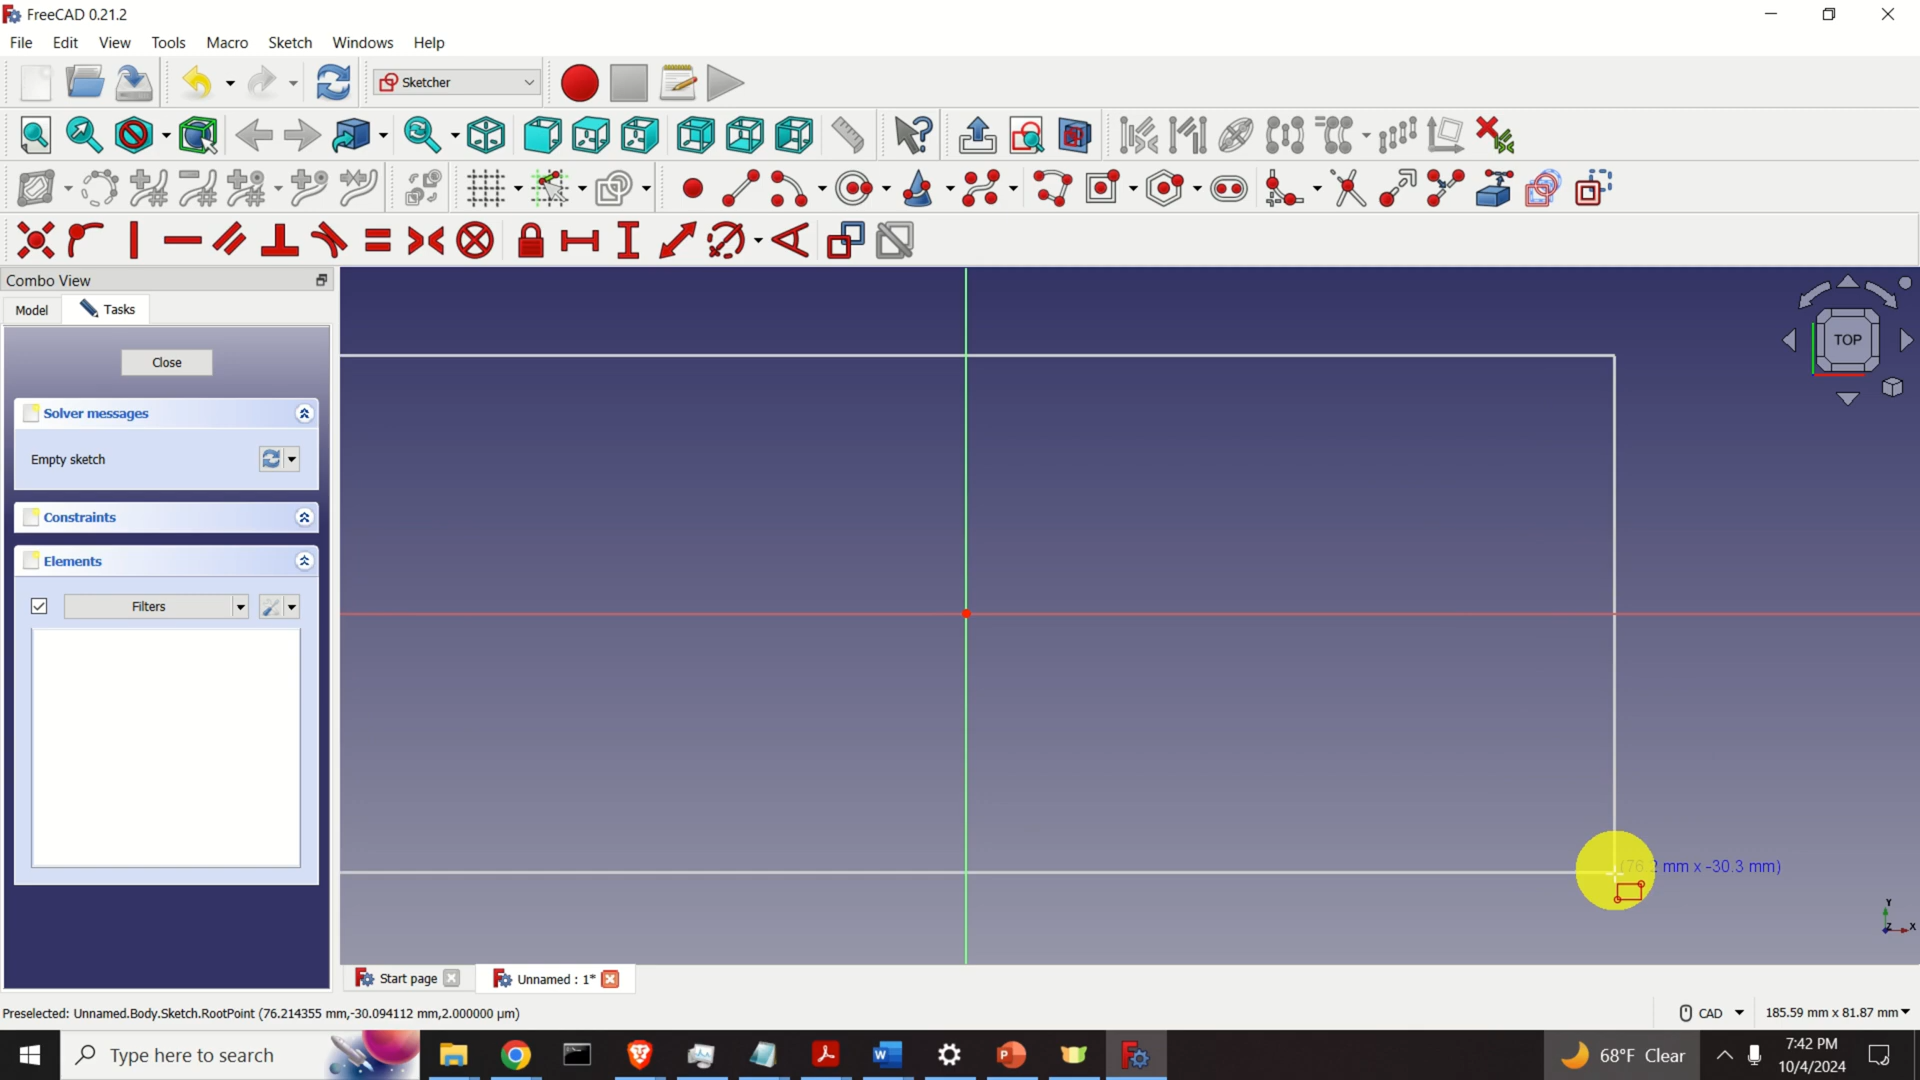 FreeCAD 0.21.2
File Edit View Tools Macro Sketch Windows Help
Sketcher
Combo View
Model Tasks
TOP
Close
Solver messages
Empty sketch
Constraints
Elements
Filters
(76.2 mm x -30.3 mm)
Y
Z X
Start page Unnamed : 1*
Preselected: Unnamed.Body.Sketch.RootPoint (76.214355 mm,-30.094112 mm,2.000000 µm) CAD 185.59 mm x 81.87 mm
Type here to search 68°F Clear 7:42 PM
10/4/2024